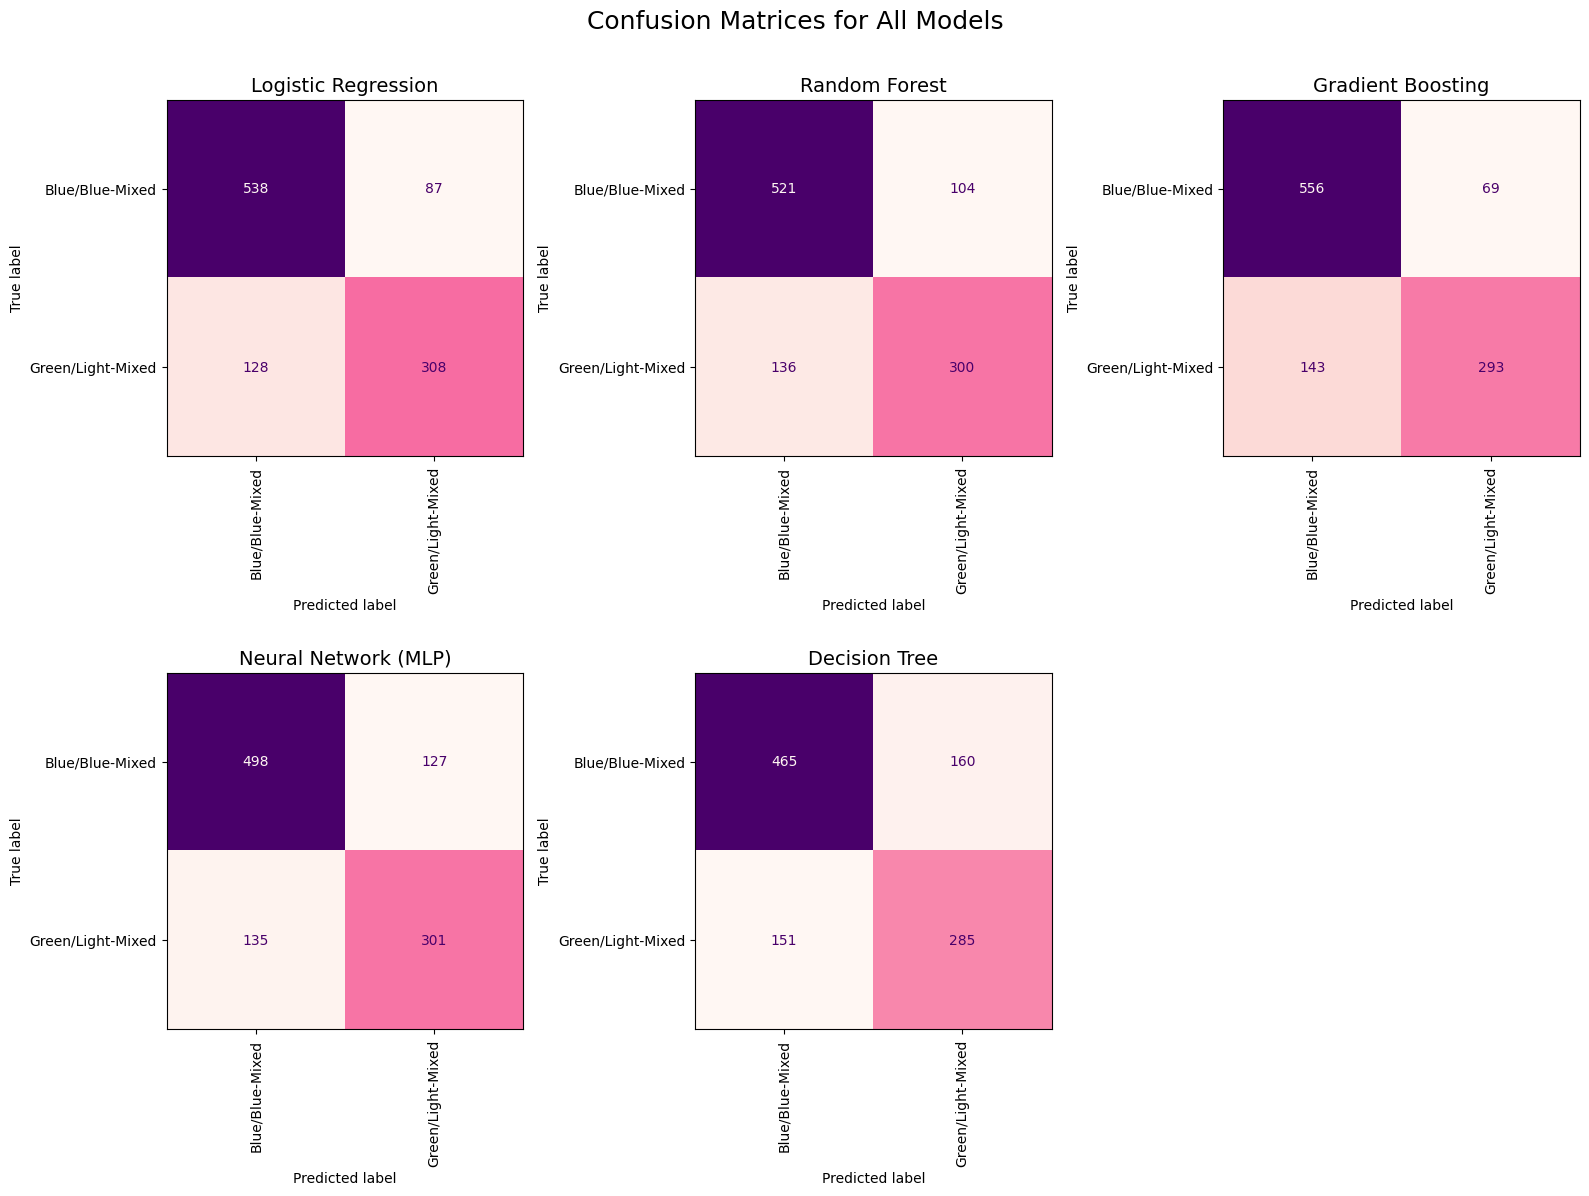 Confusion Matrices for All Models
Logistic Regression
True label
Blue/Blue-Mixed
538
87
Green/Light-Mixed
128
308
Blue/Blue-Mixed
Green/Light-Mixed
Predicted label
Random Forest
True label
Blue/Blue-Mixed
521
104
Green/Light-Mixed
136
300
Blue/Blue-Mixed
Green/Light-Mixed
Predicted label
Gradient Boosting
True label
Blue/Blue-Mixed
556
69
Green/Light-Mixed
143
293
Blue/Blue-Mixed
Green/Light-Mixed
Predicted label
Neural Network (MLP)
True label
Blue/Blue-Mixed
498
127
Green/Light-Mixed
135
301
Blue/Blue-Mixed
Green/Light-Mixed
Predicted label
Decision Tree
True label
Blue/Blue-Mixed
465
160
Green/Light-Mixed
151
285
Blue/Blue-Mixed
Green/Light-Mixed
Predicted label